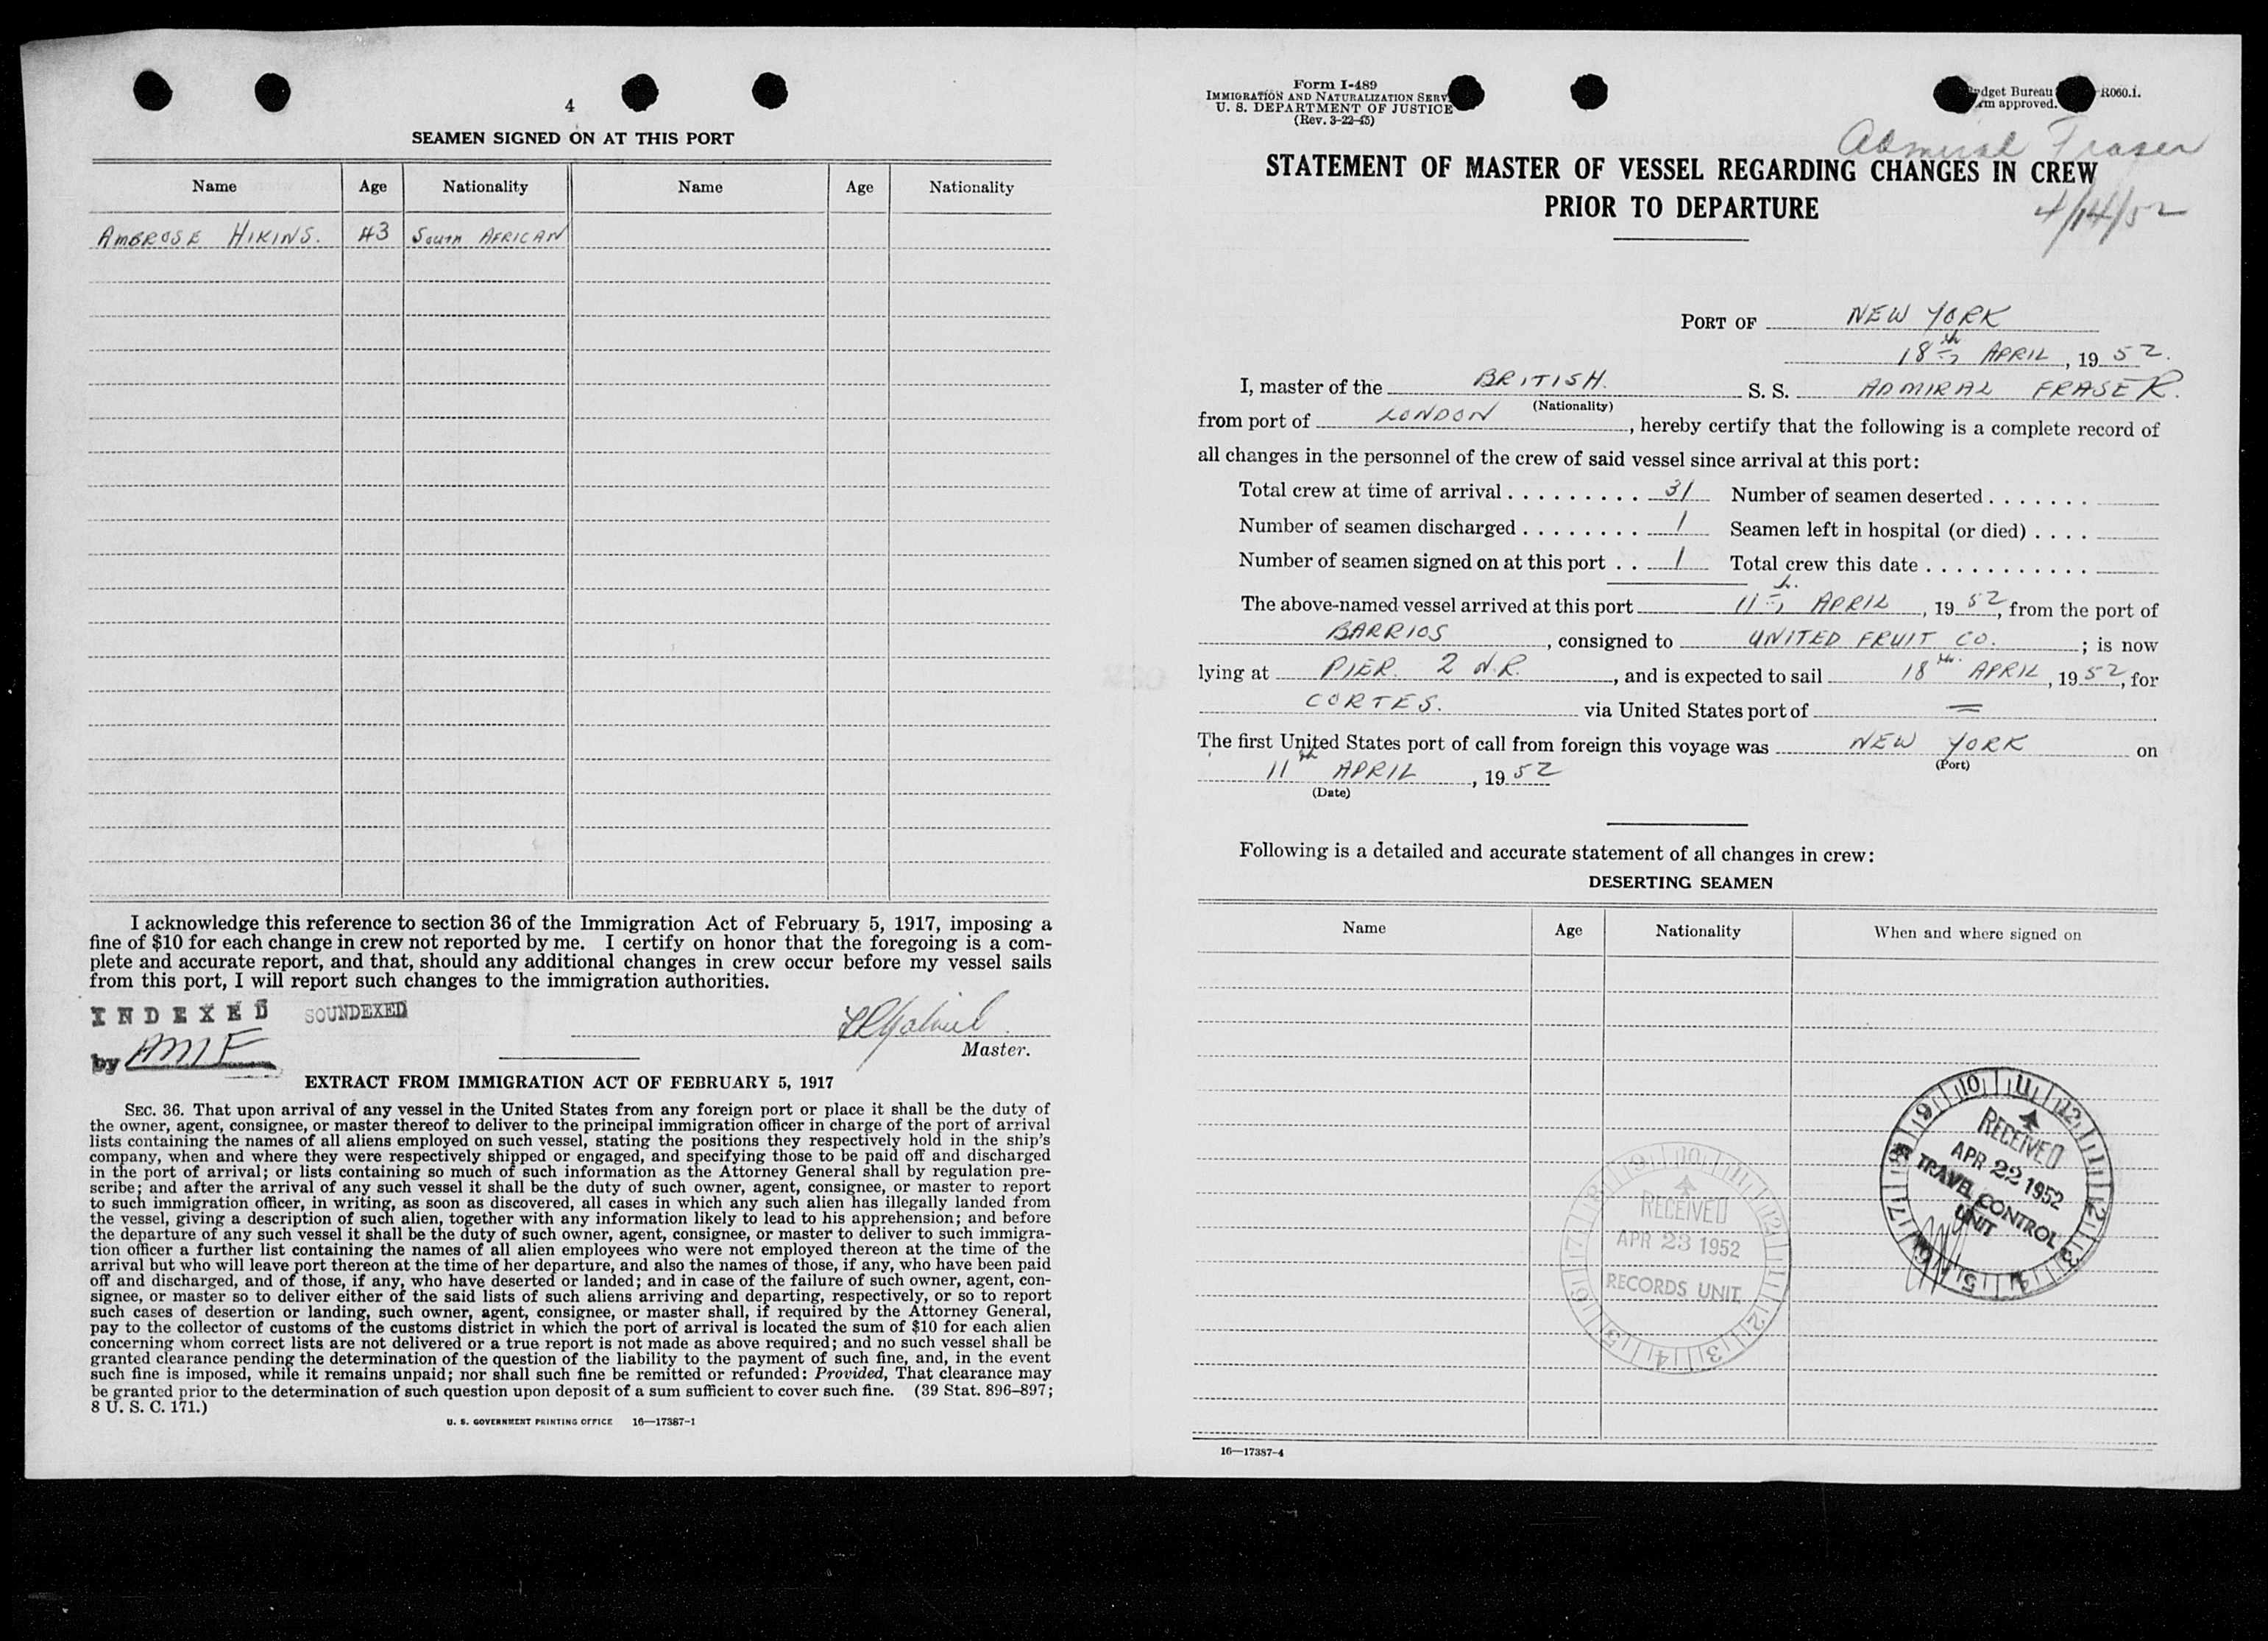 4
SEAMEN SIGNED ON AT THIS PORT
Name Age Nationality Name Age Nationality
AMBROSE HIKINS. 43 SOUTH AFRICAN
I acknowledge this reference to section 36 of the Immigration Act of February 5, 1917, imposing a
fine of $10 for each change in crew not reported by me. I certify on honor that the foregoing is a com-
plete and accurate report, and that, should any additional changes in crew occur before my vessel sails
from this port, I will report such changes to the immigration authorities.
INDEXED SOUNDEXED
by AMF
Master.
EXTRACT FROM IMMIGRATION ACT OF FEBRUARY 5, 1917
SEC. 36. That upon arrival of any vessel in the United States from any foreign port or place it shall be the duty of
the owner, agent, consignee, or master thereof to deliver to the principal immigration officer in charge of the port of arrival
lists containing the names of all aliens employed on such vessel, stating the positions they respectively hold in the ship's
company, when and where they were respectively shipped or engaged, and specifying those to be paid off and discharged
in the port of arrival; or lists containing so much of such information as the Attorney General shall by regulation pre-
scribe; and after the arrival of any such vessel it shall be the duty of such owner, agent, consignee, or master to report
to such immigration officer, in writing, as soon as discovered, all cases in which any such alien has illegally landed from
the vessel, giving a description of such alien, together with any information likely to lead to his apprehension; and before
the departure of any such vessel it shall be the duty of such owner, agent, consignee, or master to deliver to such immigra-
tion officer a further list containing the names of all alien employees who were not employed thereon at the time of the
arrival but who will leave port thereon at the time of her departure, and also the names of those, if any, who have been paid
off and discharged, and of those, if any, who have deserted or landed; and in case of the failure of such owner, agent, con-
signee, or master so to deliver either of the said lists of such aliens arriving and departing, respectively, or so to report
such cases of desertion or landing, such owner, agent, consignee, or master shall, if required by the Attorney General,
pay to the collector of customs of the customs district in which the port of arrival is located the sum of $10 for each alien
concerning whom correct lists are not delivered or a true report is not made as above required; and no such vessel shall be
granted clearance pending the determination of the question of the liability to the payment of such fine, and, in the event
such fine is imposed, while it remains unpaid; nor shall such fine be remitted or refunded: Provided, That clearance may
be granted prior to the determination of such question upon deposit of a sum sufficient to cover such fine. (39 Stat. 896–897;
8 U. S. C. 171.)
U. S. GOVERNMENT PRINTING OFFICE 16—17387-1
Form I-489
IMMIGRATION AND NATURALIZATION SERV
U. S. DEPARTMENT OF JUSTICE
(Rev. 3-22-45)
dget Bureau R060.1.
rm approved.
Admiral Fraser
STATEMENT OF MASTER OF VESSEL REGARDING CHANGES IN CREW
PRIOR TO DEPARTURE
4/14/52
PORT OF NEW YORK
18th APRIL, 1952.
I, master of the BRITISH. S. S. ADMIRAL FRASER.
(Nationality)
from port of LONDON, hereby certify that the following is a complete record of
all changes in the personnel of the crew of said vessel since arrival at this port:
Total crew at time of arrival . . . . . . . . . 31 Number of seamen deserted . . . . . . .
Number of seamen discharged . . . . . . . . 1 Seamen left in hospital (or died) . . . .
Number of seamen signed on at this port . . 1 Total crew this date . . . . . . . . . . .
The above-named vessel arrived at this port 11th APRIL, 1952, from the port of
BARRIOS, consigned to UNITED FRUIT CO. ; is now
lying at PIER. 2 N.R., and is expected to sail 18th APRIL, 1952, for
CORTES. via United States port of =
The first United States port of call from foreign this voyage was NEW YORK on
(Port)
11th APRIL, 1952
(Date)
Following is a detailed and accurate statement of all changes in crew:
DESERTING SEAMEN
Name Age Nationality When and where signed on
RECEIVED
APR 22 1952
TRAVEL CONTROL
UNIT
RECEIVED
APR 23 1952
RECORDS UNIT
16—17387-4